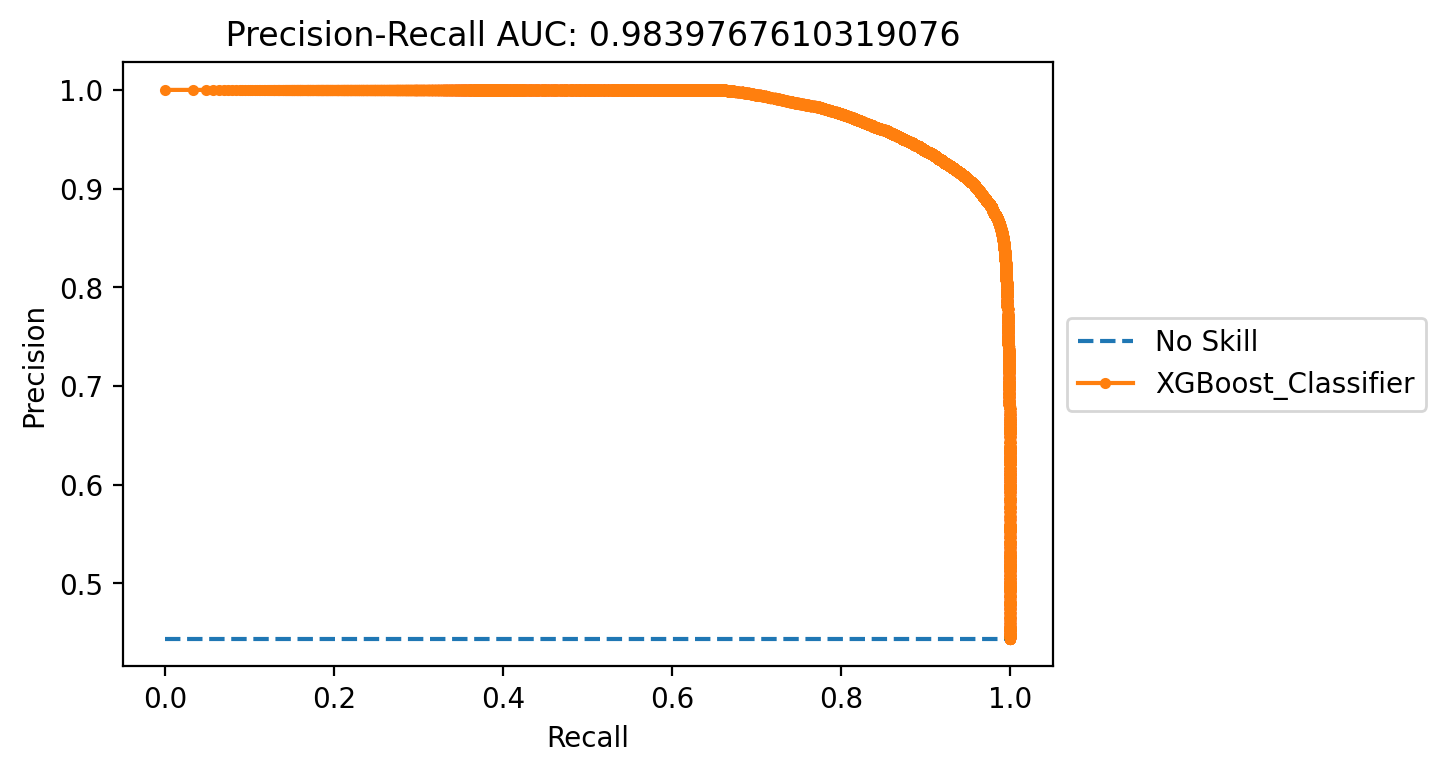 Precision-Recall AUC: 0.9839767610319076
1.0
0.9
0.8
0.7
0.6
0.5
Precision
0.0 0.2 0.4 0.6 0.8 1.0
Recall
No Skill
XGBoost_Classifier